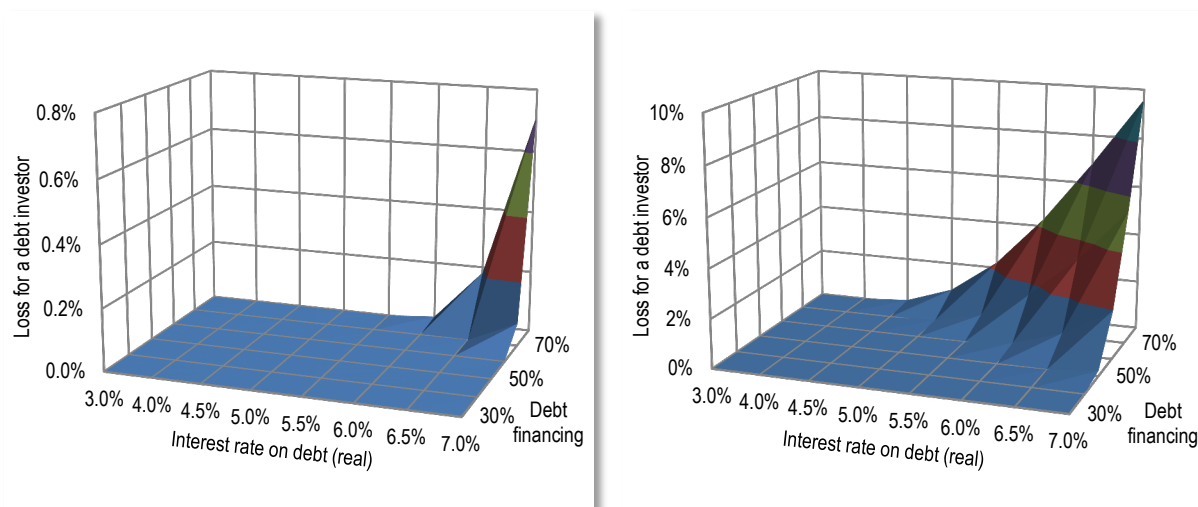 0.8%
0.6%
0.4%
0.2%
0.0%
Loss for a debt investor
3.0% 4.0% 4.5% 5.0% 5.5% 6.0% 6.5% 7.0%
Interest rate on debt (real)
70%
50%
30%
Debt
financing
10%
8%
6%
4%
2%
0%
Loss for a debt investor
3.0% 4.0% 4.5% 5.0% 5.5% 6.0% 6.5% 7.0%
Interest rate on debt (real)
70%
50%
30%
Debt
financing